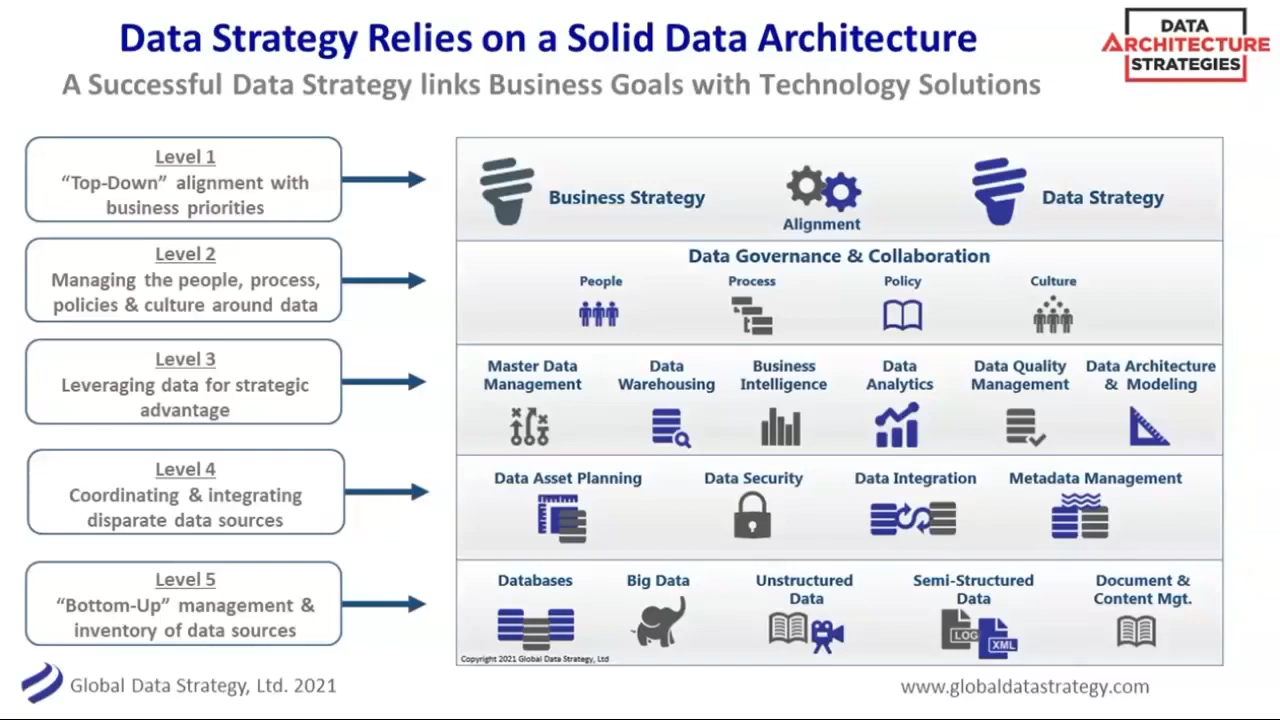 Data Strategy Relies on a Solid Data Architecture
A Successful Data Strategy links Business Goals with Technology Solutions
DATA
ARCHITECTURE
STRATEGIES
Level 1
“Top-Down” alignment with
business priorities
Business Strategy
Alignment
Data Strategy
Level 2
Managing the people, process,
policies & culture around data
Data Governance & Collaboration
People
Process
Policy
Culture
Level 3
Leveraging data for strategic
advantage
Master Data
Management
Data
Warehousing
Business
Intelligence
Data
Analytics
Data Quality
Management
Data Architecture
& Modeling
Level 4
Coordinating & integrating
disparate data sources
Data Asset Planning
Data Security
Data Integration
Metadata Management
Level 5
“Bottom-Up” management &
inventory of data sources
Databases
Big Data
Unstructured
Data
Semi-Structured
Data
LOG
XML
Document &
Content Mgt.
Copyright 2021 Global Data Strategy, Ltd
Global Data Strategy, Ltd. 2021
www.globaldatastrategy.com